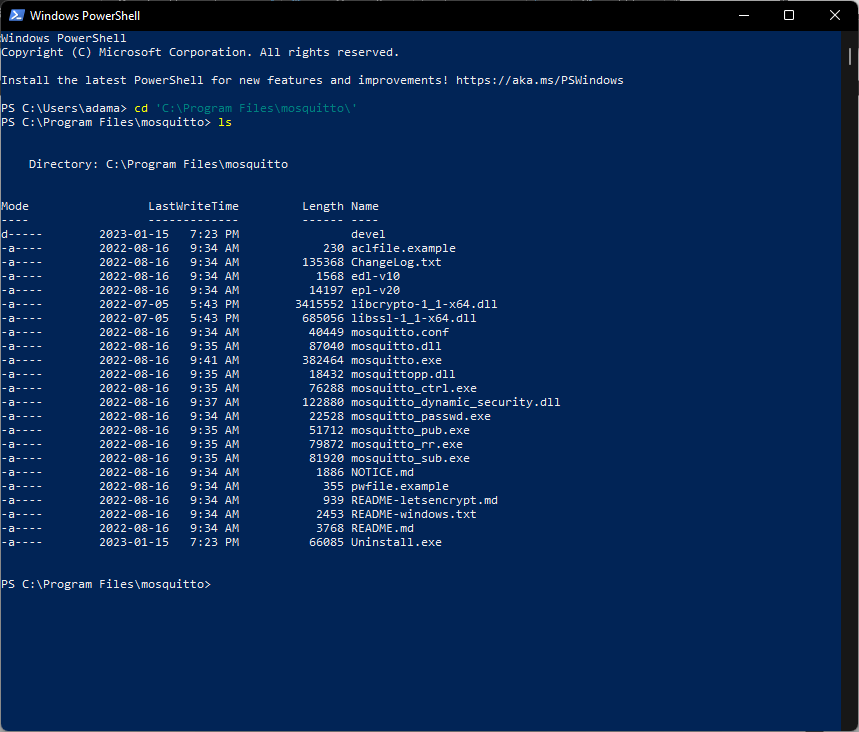 Windows PowerShell
Windows PowerShell
Copyright (C) Microsoft Corporation. All rights reserved.
Install the latest PowerShell for new features and improvements! https://aka.ms/PSWindows
PS C:\Users\adama> cd 'C:\Program Files\mosquitto\'
PS C:\Program Files\mosquitto> ls
Directory: C:\Program Files\mosquitto
Mode                 LastWriteTime         Length Name
----                 -------------         ------ ----
d-----        2023-01-15   7:23 PM                devel
-a----        2022-08-16   9:34 AM            230 aclfile.example
-a----        2022-08-16   9:34 AM         135368 ChangeLog.txt
-a----        2022-08-16   9:34 AM           1568 edl-v10
-a----        2022-08-16   9:34 AM          14197 epl-v20
-a----        2022-07-05   5:43 PM        3415552 libcrypto-1_1-x64.dll
-a----        2022-07-05   5:43 PM         685056 libssl-1_1-x64.dll
-a----        2022-08-16   9:34 AM          40449 mosquitto.conf
-a----        2022-08-16   9:35 AM          87040 mosquitto.dll
-a----        2022-08-16   9:41 AM         382464 mosquitto.exe
-a----        2022-08-16   9:35 AM          18432 mosquittopp.dll
-a----        2022-08-16   9:35 AM          76288 mosquitto_ctrl.exe
-a----        2022-08-16   9:37 AM         122880 mosquitto_dynamic_security.dll
-a----        2022-08-16   9:34 AM          22528 mosquitto_passwd.exe
-a----        2022-08-16   9:35 AM          51712 mosquitto_pub.exe
-a----        2022-08-16   9:35 AM          79872 mosquitto_rr.exe
-a----        2022-08-16   9:35 AM          81920 mosquitto_sub.exe
-a----        2022-08-16   9:34 AM           1886 NOTICE.md
-a----        2022-08-16   9:34 AM            355 pwfile.example
-a----        2022-08-16   9:34 AM            939 README-letsencrypt.md
-a----        2022-08-16   9:34 AM           2453 README-windows.txt
-a----        2022-08-16   9:34 AM           3768 README.md
-a----        2023-01-15   7:23 PM          66085 Uninstall.exe
PS C:\Program Files\mosquitto>